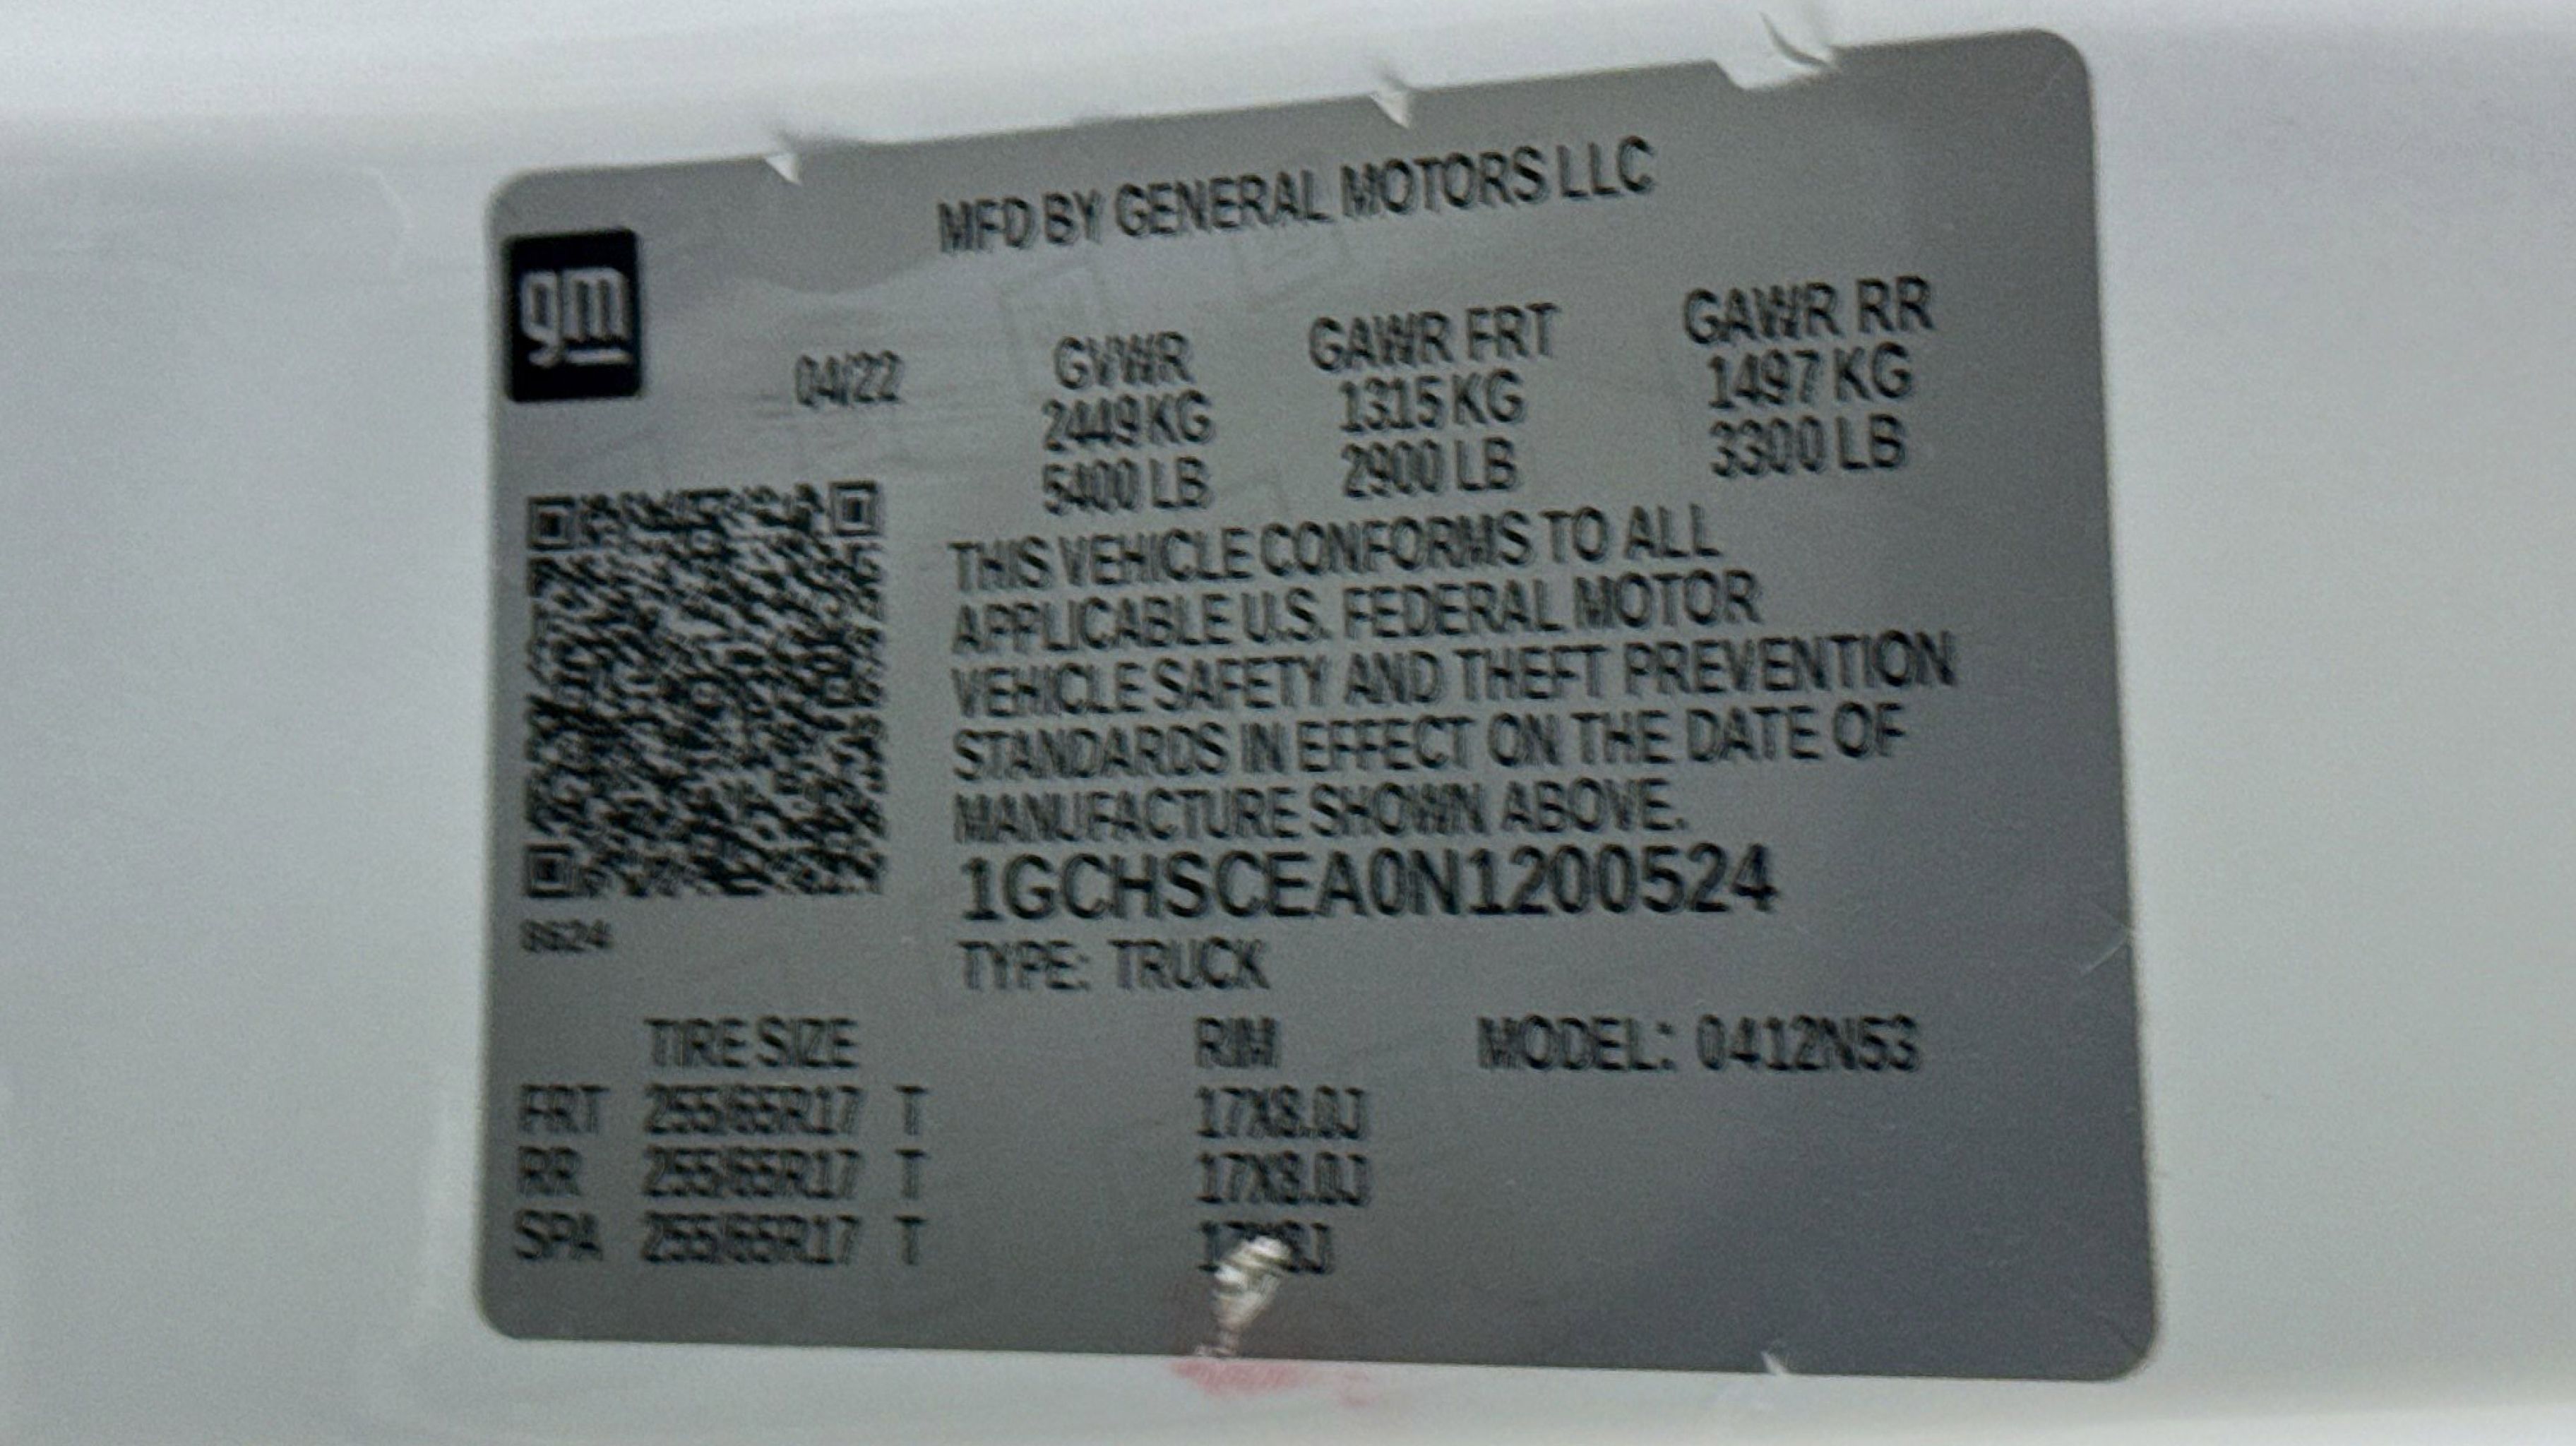 MFD BY GENERAL MOTORS LLC
gm
04/22
GVWR GAWR FRT GAWR RR
2449 KG 1315 KG 1497 KG
5400 LB 2900 LB 3300 LB
THIS VEHICLE CONFORMS TO ALL
APPLICABLE U.S. FEDERAL MOTOR
VEHICLE SAFETY AND THEFT PREVENTION
STANDARDS IN EFFECT ON THE DATE OF
MANUFACTURE SHOWN ABOVE.
1GCHSCEA0N1200524
8624
TYPE: TRUCK
TIRE SIZE RIM MODEL: 0412N53
FRT 255/65R17 T 17X8.0J
RR 255/65R17 T 17X8.0J
SPA 255/65R17 T